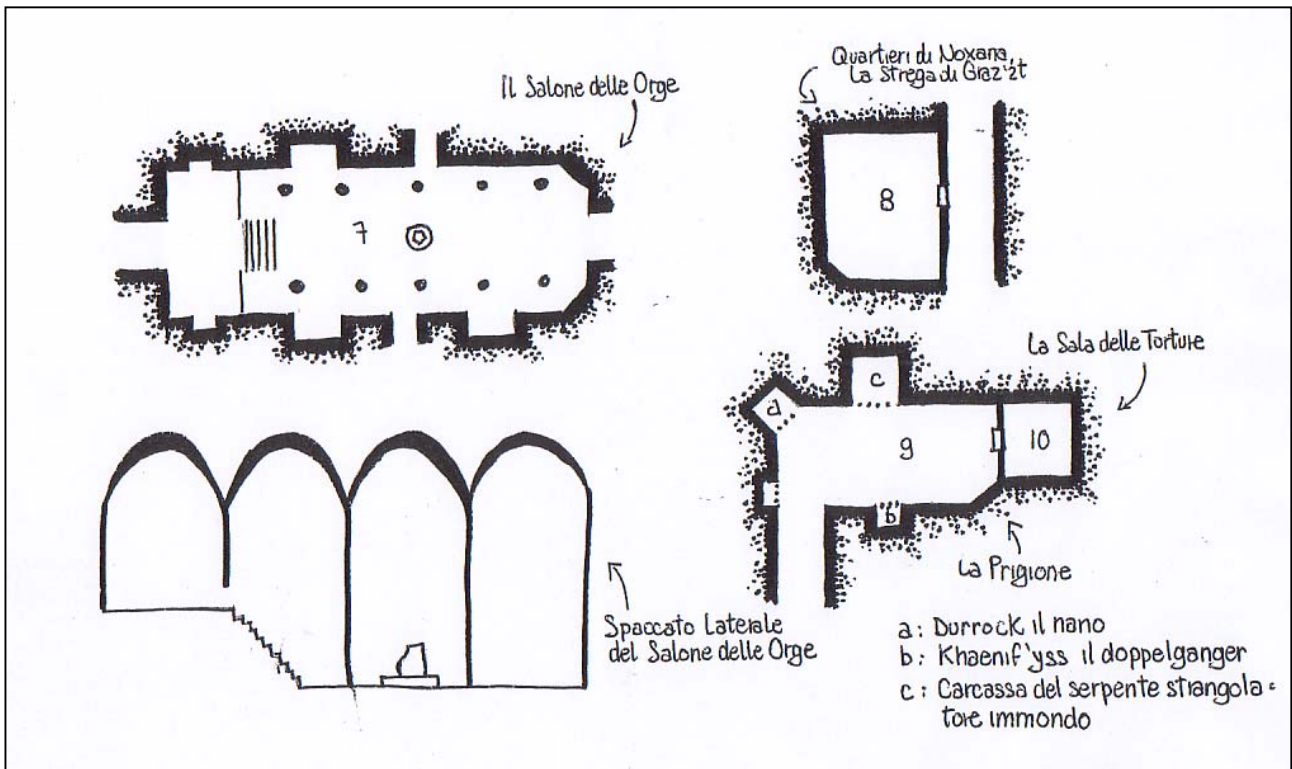 Il Salone delle Orge
Quartieri di Noxana,
La Strega di Graz'zt
7
8
La Sala delle Torture
c
a
9
10
b
La Prigione
Spaccato Laterale
del Salone delle Orge
a: Durrock il nano
b: Khaenif'yss il doppelganger
c: Carcassa del serpente strangola=
tore immondo